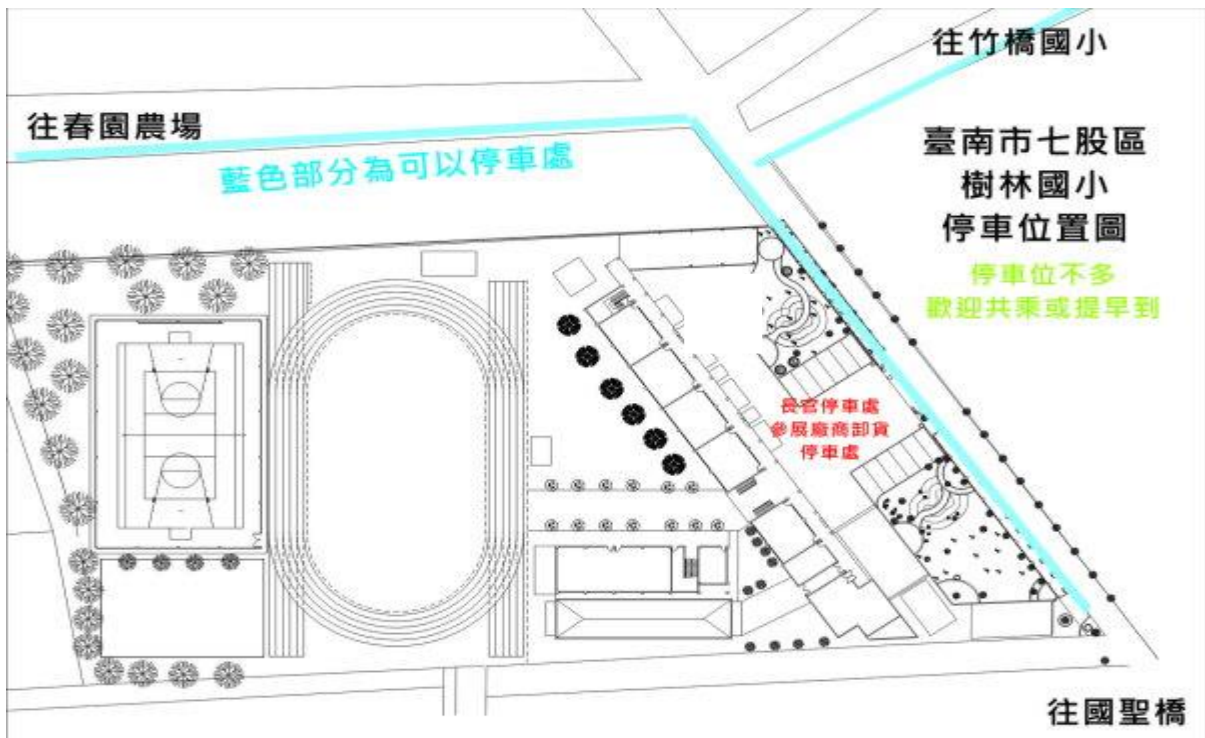 往竹橋國小
往春園農場
臺南市七股區
樹林國小
停車位置圖
藍色部分為可以停車處
停車位不多
歡迎共乘或提早到
長官停車處
參展廠商卸貨
停車處
往國聖橋